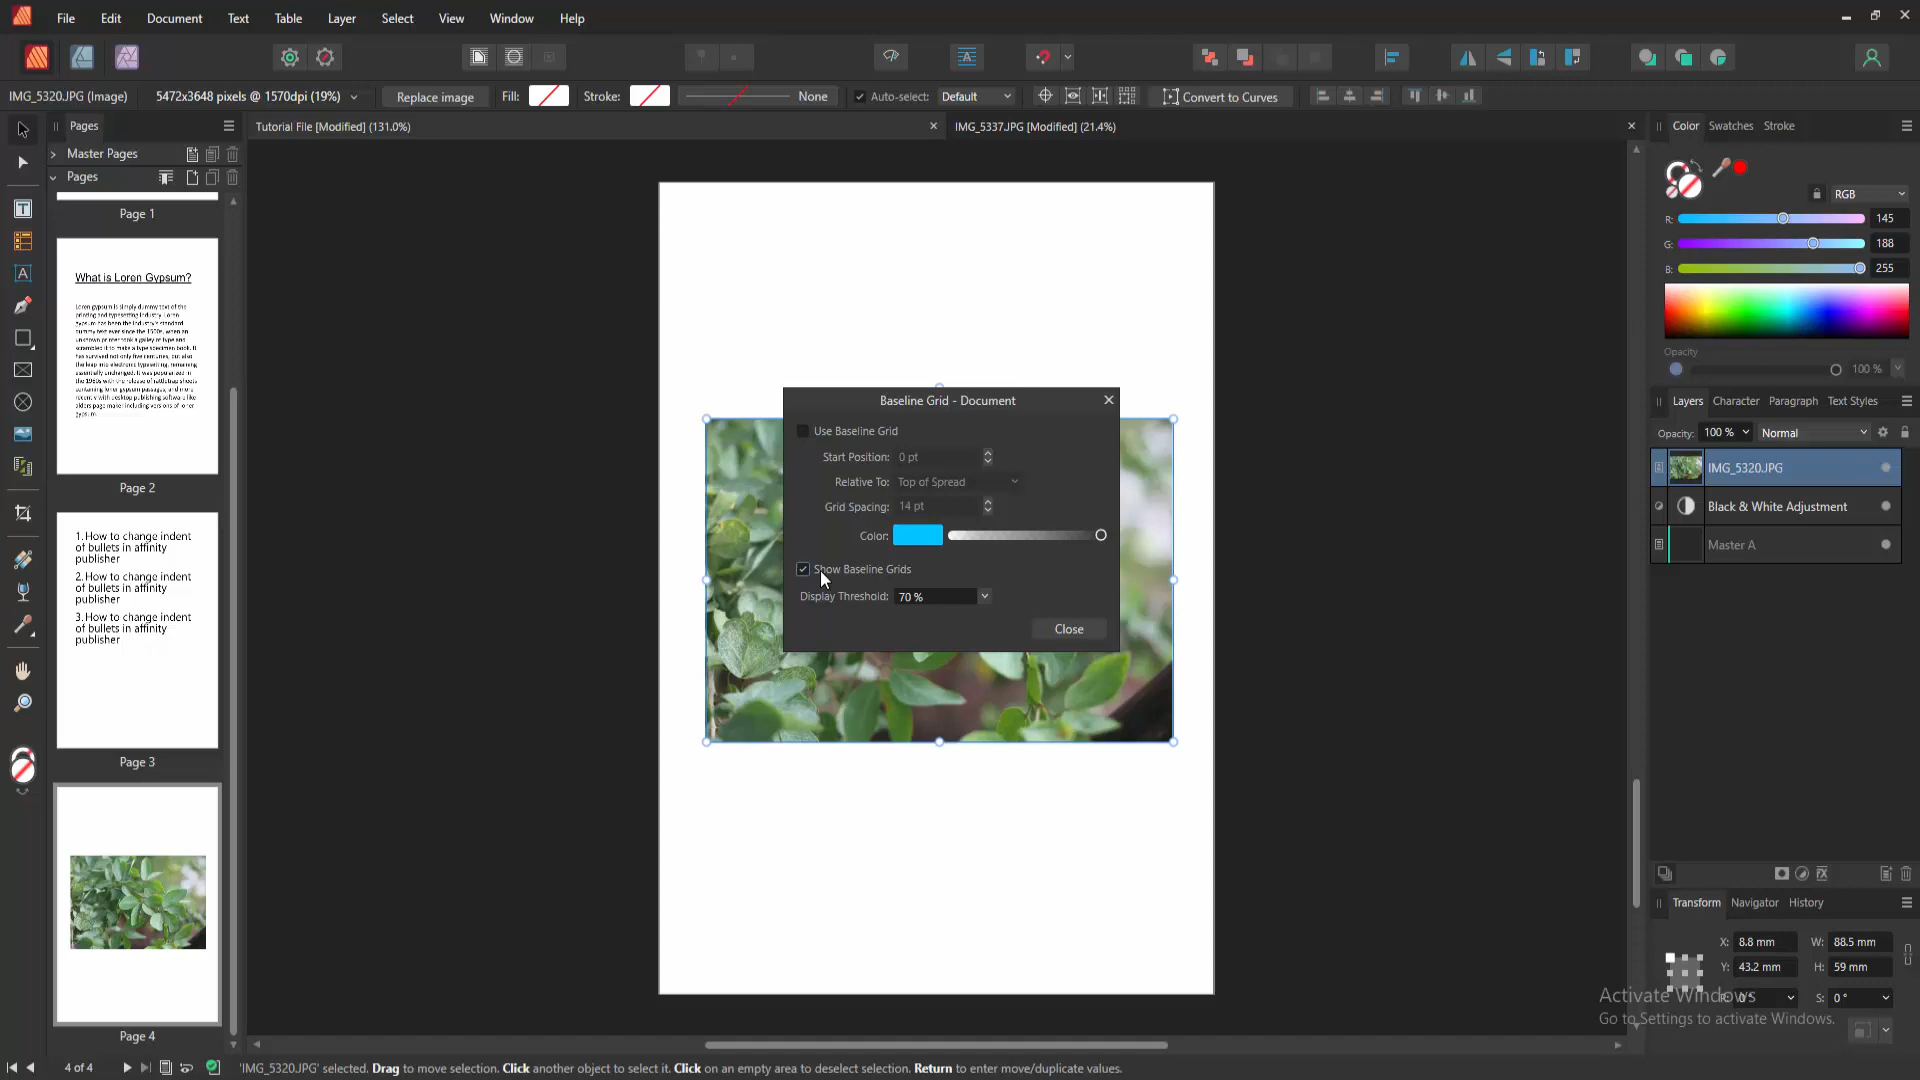 File Edit Document Text Table Layer Select View Window Help
IMG_5320.JPG (Image) 5472x3648 pixels @ 1570dpi (19%) Replace image Fill: Stroke: None Auto-select: Default Convert to Curves
Pages
Tutorial File [Modified] (131.0%)
IMG_5337.JPG [Modified] (21.4%)
Master Pages
Pages
Page 1
What is Loren Gypsum?
Page 2
1.How to change indent
of bullets in affinity
publisher
2.How to change indent
of bullets in affinity
publisher
3.How to change indent
of bullets in affinity
publisher
Page 3
Page 4
Baseline Grid - Document
Use Baseline Grid
Start Position: 0 pt
Relative To: Top of Spread
Grid Spacing: 14 pt
Color:
Show Baseline Grids
Display Threshold: 70 %
Close
Color Swatches Stroke
RGB
R: 145
G: 188
B: 255
Opacity
100 %
Layers Character Paragraph Text Styles
Opacity: 100 % Normal
IMG_5320.JPG
Black & White Adjustment
Master A
Transform Navigator History
X: 8.8 mm W: 88.5 mm
Y: 43.2 mm H: 59 mm
R: 0 ° S: 0 °
Activate Windows
Go to Settings to activate Windows.
4 of 4
'IMG_5320.JPG' selected. Drag to move selection. Click another object to select it. Click on an empty area to deselect selection. Return to enter move/duplicate values.